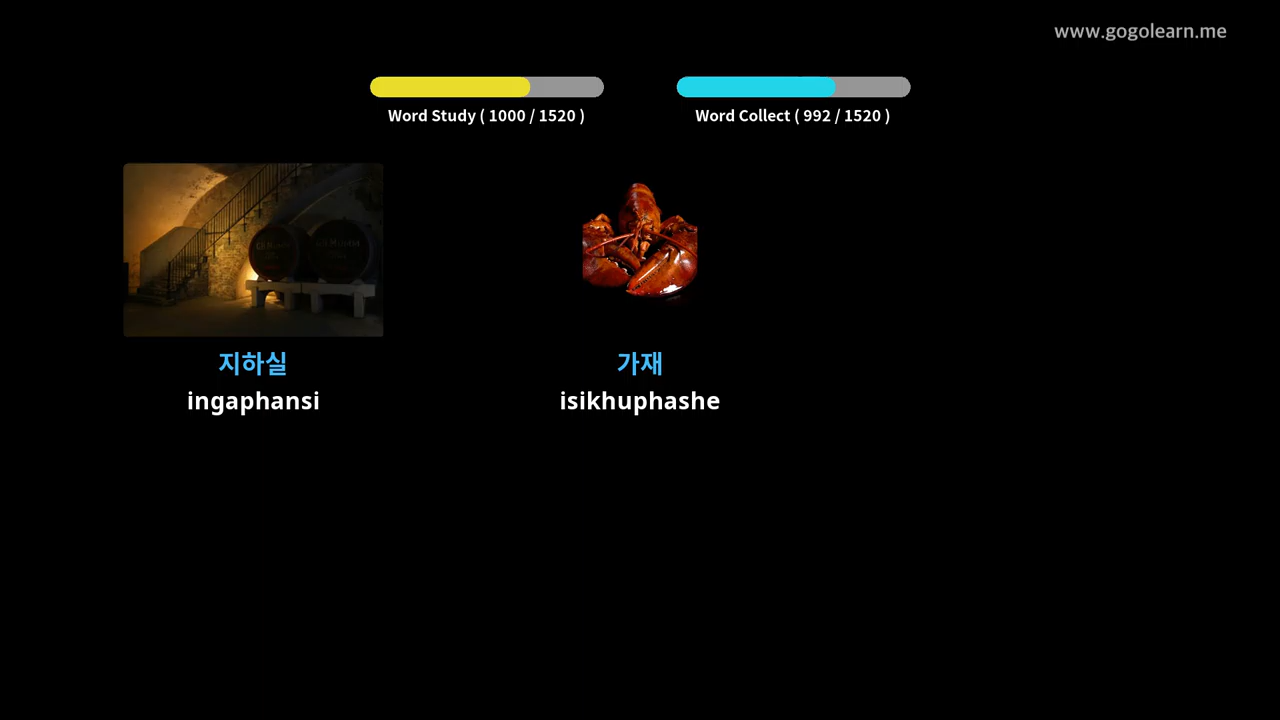 www.gogolearn.me
Word Study ( 1000 / 1520 )
Word Collect ( 992 / 1520 )
지하실
가재
ingaphansi
isikhuphashe